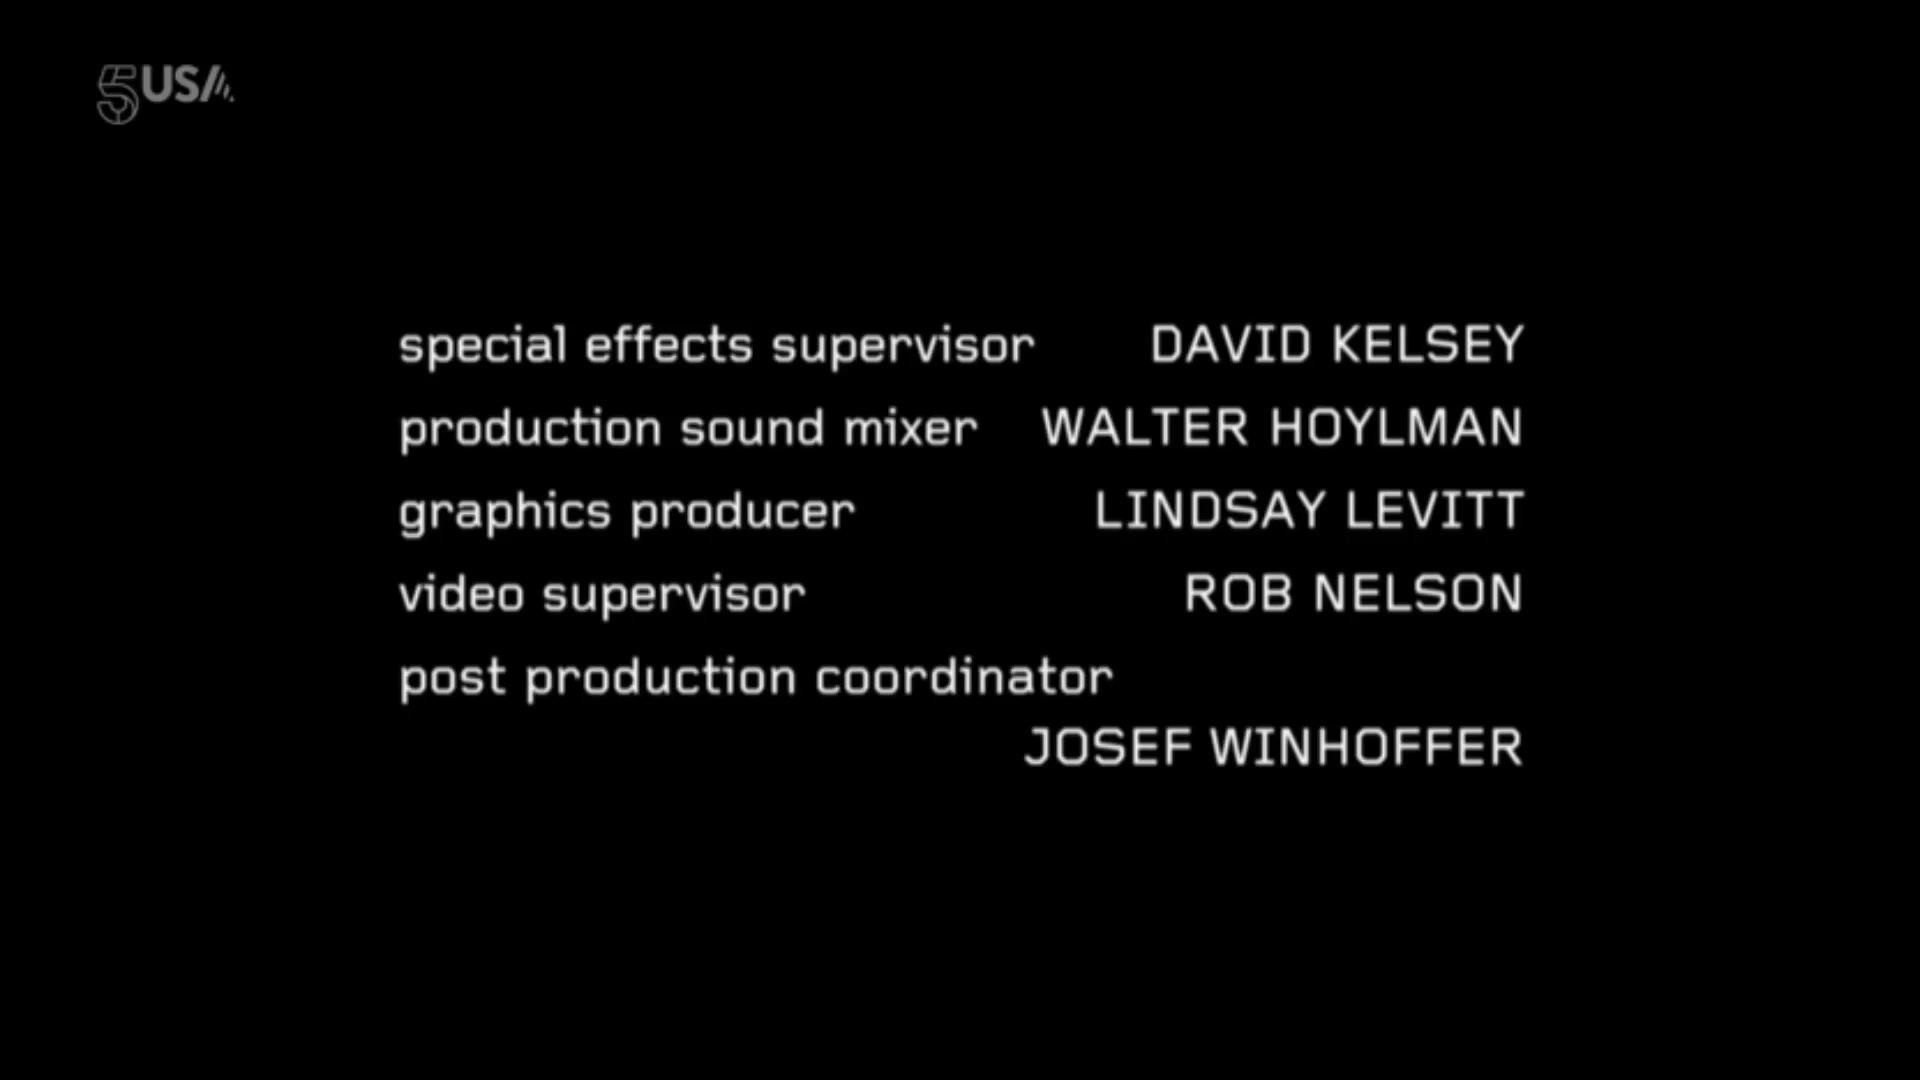 5USA
special effects supervisor DAVID KELSEY
production sound mixer WALTER HOYLMAN
graphics producer LINDSAY LEVITT
video supervisor ROB NELSON
post production coordinator
JOSEF WINHOFFER